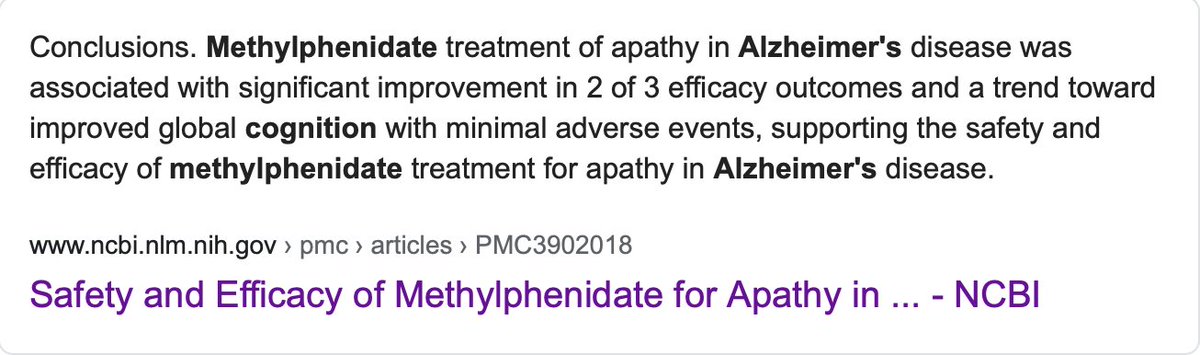 Conclusions. Methylphenidate treatment of apathy in Alzheimer's disease was
associated with significant improvement in 2 of 3 efficacy outcomes and a trend toward
improved global cognition with minimal adverse events, supporting the safety and
efficacy of methylphenidate treatment for apathy in Alzheimer's disease.
www.ncbi.nlm.nih.gov › pmc › articles › PMC3902018
Safety and Efficacy of Methylphenidate for Apathy in ... - NCBI